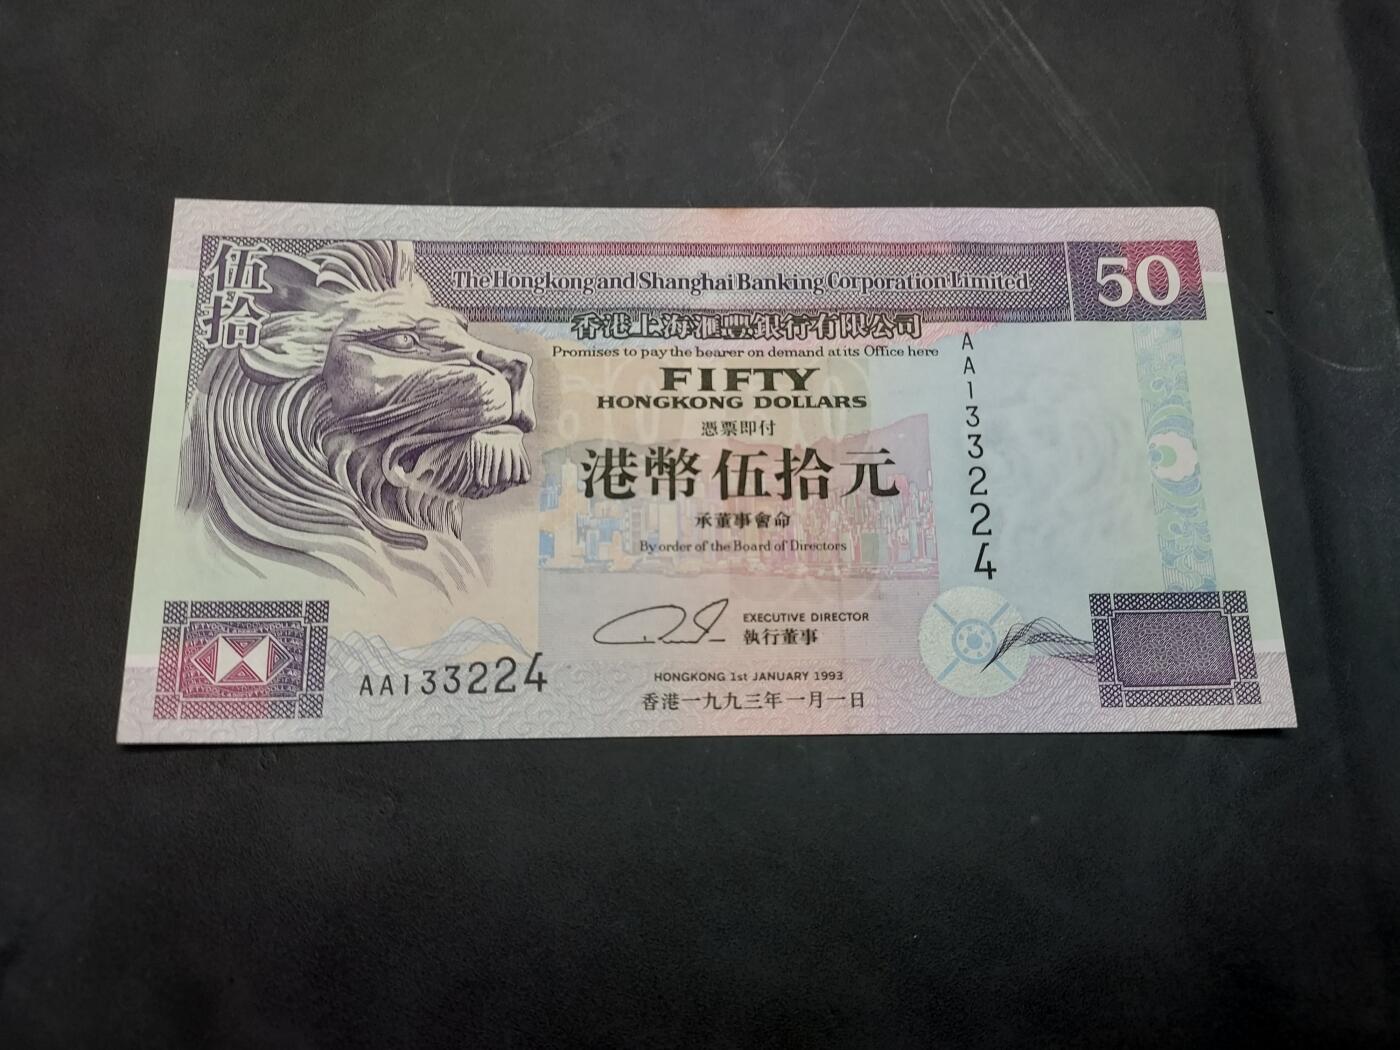 伍拾
The Hongkong and Shanghai Banking Corporation Limited
50
香港上海滙豐銀行有限公司
Promises to pay the bearer on demand at its Office here
FIFTY
HONGKONG DOLLARS
憑票即付
港幣伍拾元
承董事會命
By order of the Board of Directors
AA133224
EXECUTIVE DIRECTOR
執行董事
AA133224
HONGKONG 1st JANUARY 1993
香港一九九三年一月一日